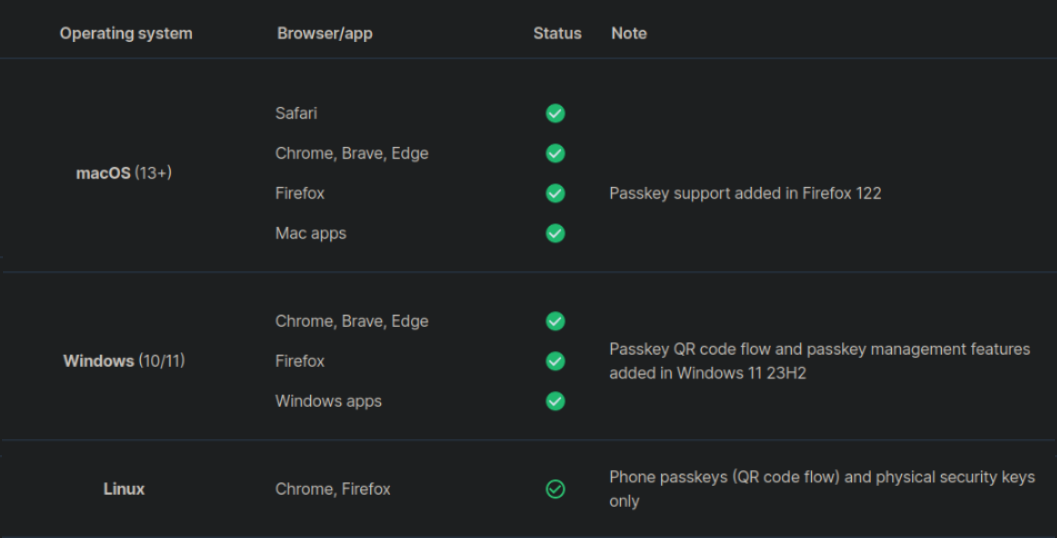 Operating system Browser/app Status Note
Safari
Chrome, Brave, Edge
macOS (13+)
Firefox Passkey support added in Firefox 122
Mac apps
Chrome, Brave, Edge
Passkey QR code flow and passkey management features
Windows (10/11) Firefox
added in Windows 11 23H2
Windows apps
Phone passkeys (QR code flow) and physical security keys
Linux Chrome, Firefox
only